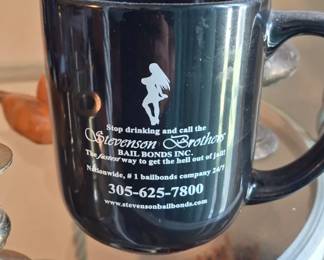 Stop drinking and call the
Stevenson Brothers
BAIL BONDS INC.
The fastest way to get the hell out of jail!
Nationwide, # 1 bailbonds company 24/7
305-625-7800
www.stevensonbailbonds.com